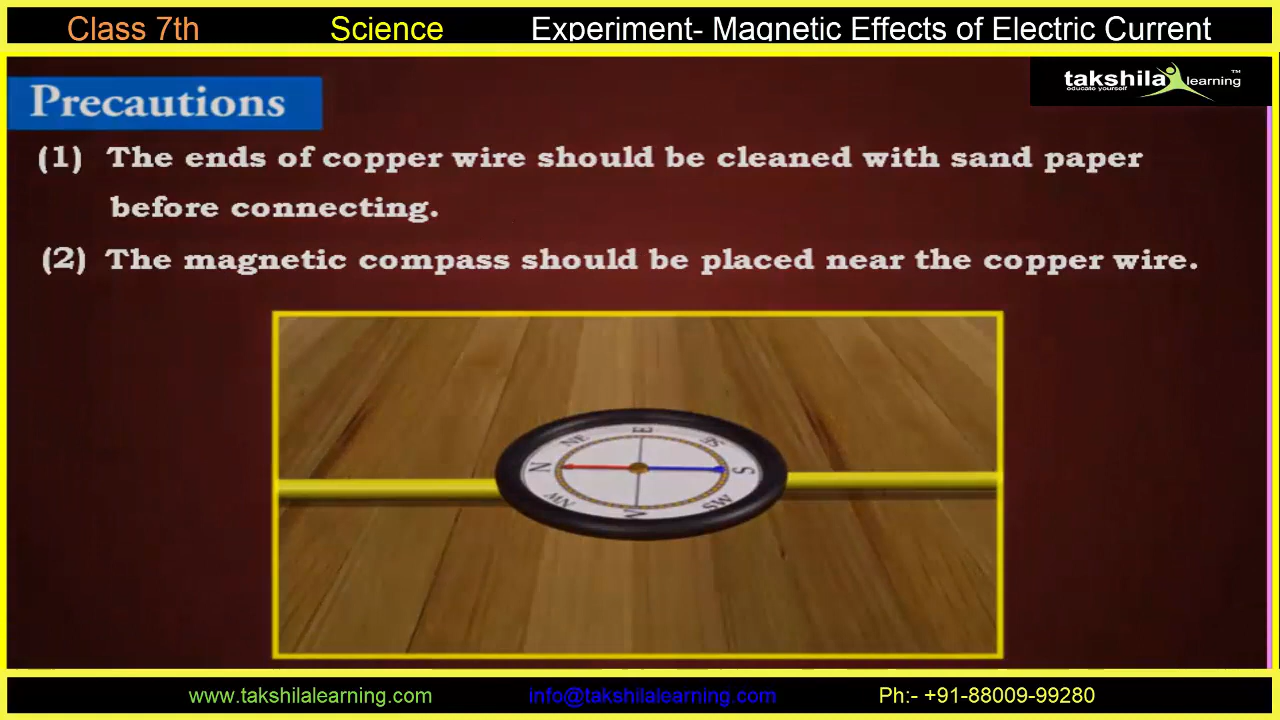 Class 7th Science Experiment- Magnetic Effects of Electric Current
takshila learning ™
educate yourself
Precautions
(1) The ends of copper wire should be cleaned with sand paper
before connecting.
(2) The magnetic compass should be placed near the copper wire.
E
NE SE
N S
NW SW
W
www.takshilalearning.com info@takshilalearning.com Ph:- +91-88009-99280